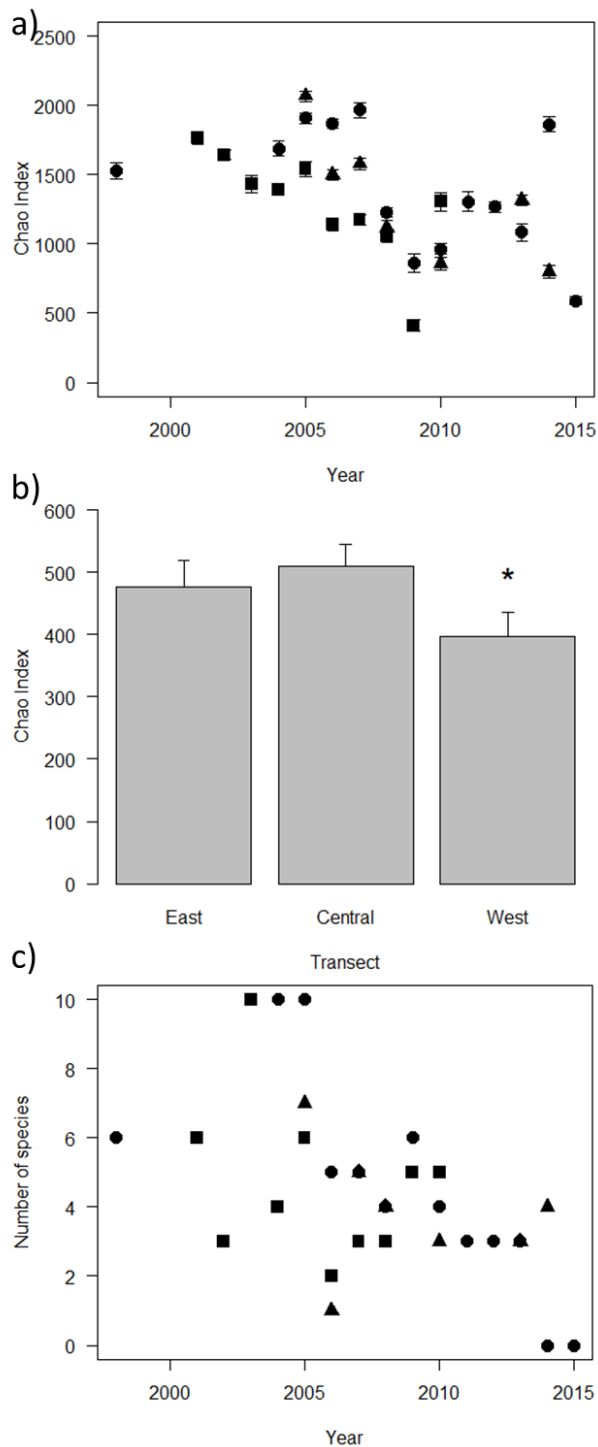 a)
2500
2000
1500
1000
500
0
Chao Index
2000 2005 2010 2015
Year
b)
600
500
400
300
200
100
0
Chao Index
*
East Central West
Transect
c)
10
8
6
4
2
0
Number of species
2000 2005 2010 2015
Year